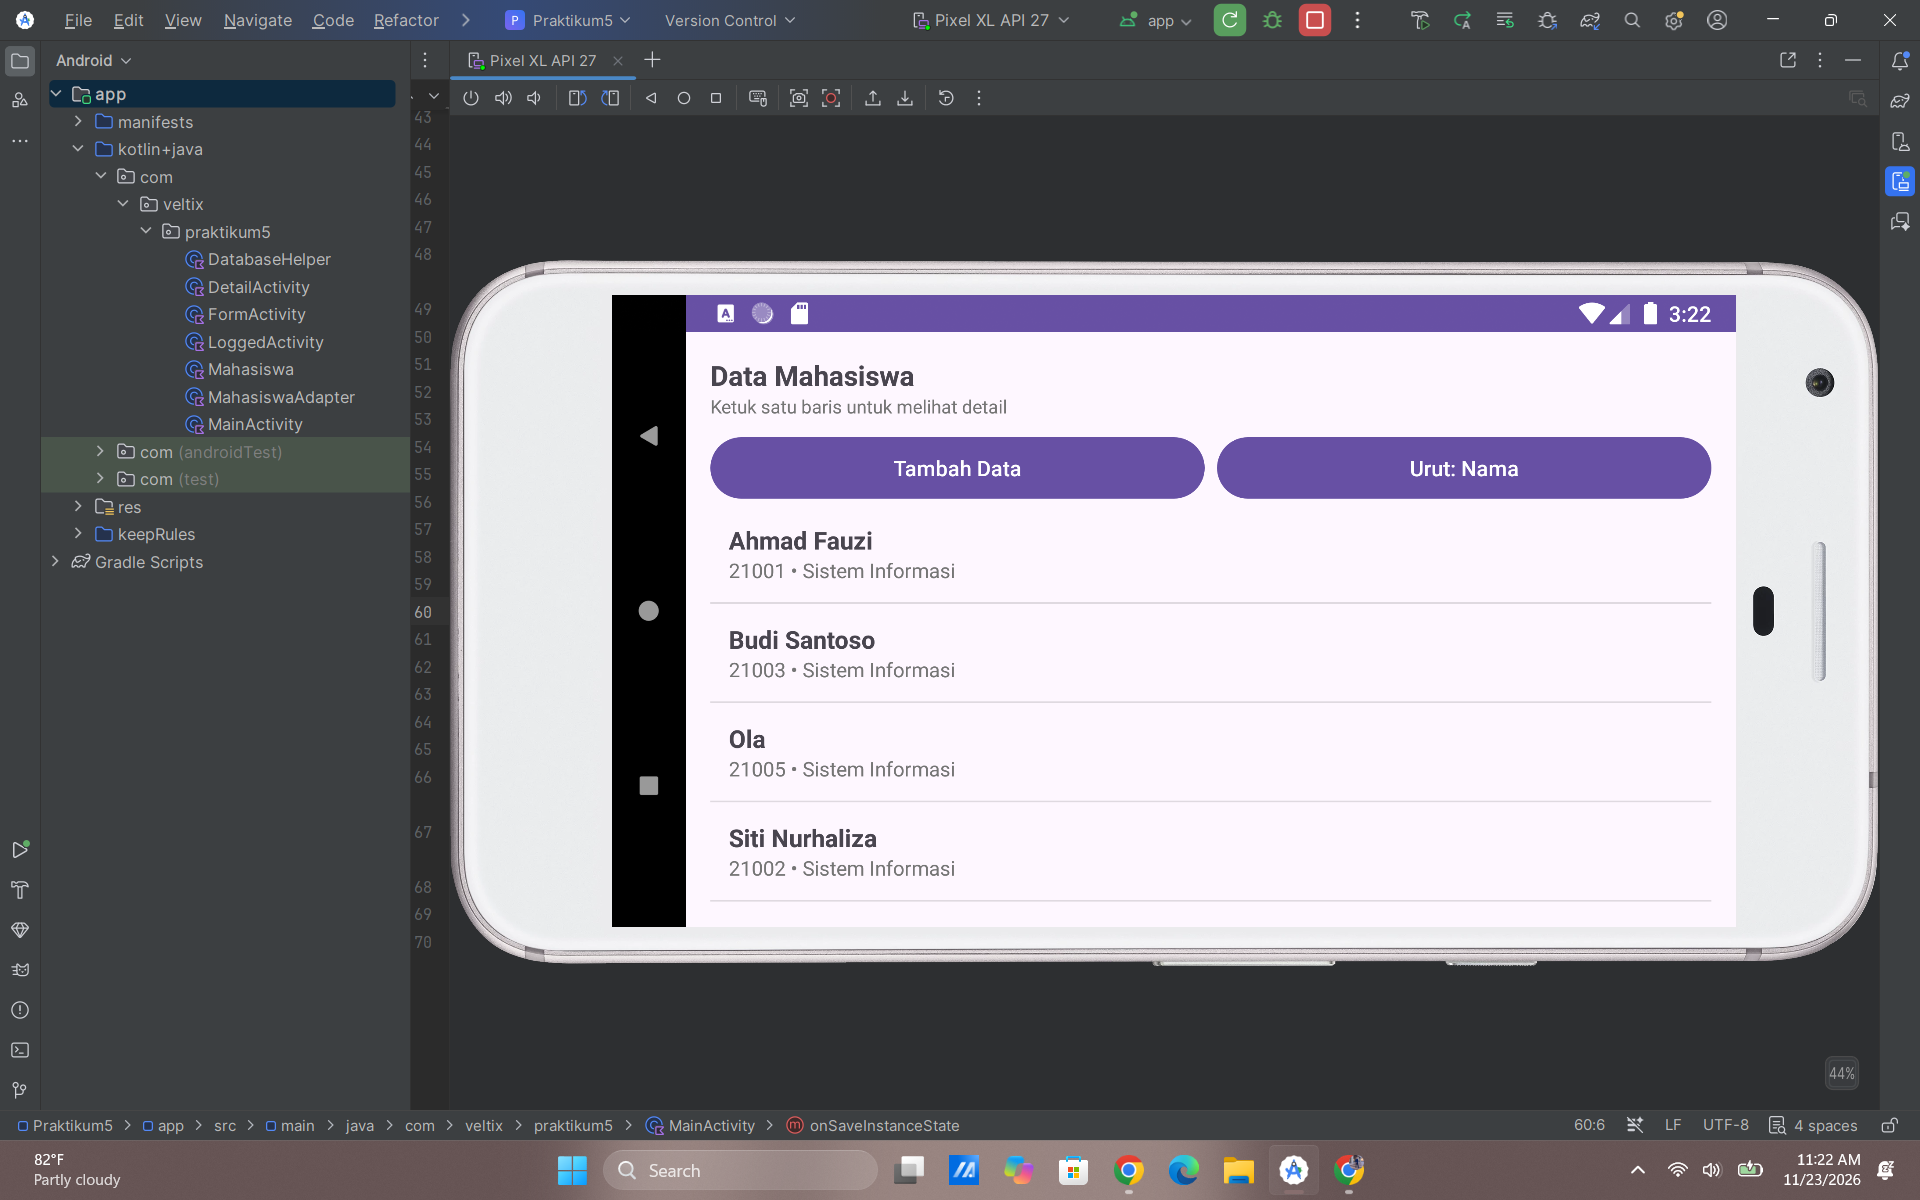 File Edit View Navigate Code Refactor P Praktikum5 Version Control Pixel XL API 27 app
Android
Pixel XL API 27
app
manifests
kotlin+java
com
veltix
praktikum5
DatabaseHelper
DetailActivity
FormActivity
LoggedActivity
Mahasiswa
MahasiswaAdapter
MainActivity
com (androidTest)
com (test)
res
keepRules
Gradle Scripts
43
44
45
46
47
48
49
50
51
52
53
54
55
56
57
58
59
60
61
62
63
64
65
66
67
68
69
70
A 3:22
Data Mahasiswa
Ketuk satu baris untuk melihat detail
Tambah Data Urut: Nama
Ahmad Fauzi
21001 • Sistem Informasi
Budi Santoso
21003 • Sistem Informasi
Ola
21005 • Sistem Informasi
Siti Nurhaliza
21002 • Sistem Informasi
44%
Praktikum5 app src main java com veltix praktikum5 MainActivity m onSaveInstanceState 60:6 LF UTF-8 4 spaces
82°F
Partly cloudy
Search
11:22 AM
11/23/2026